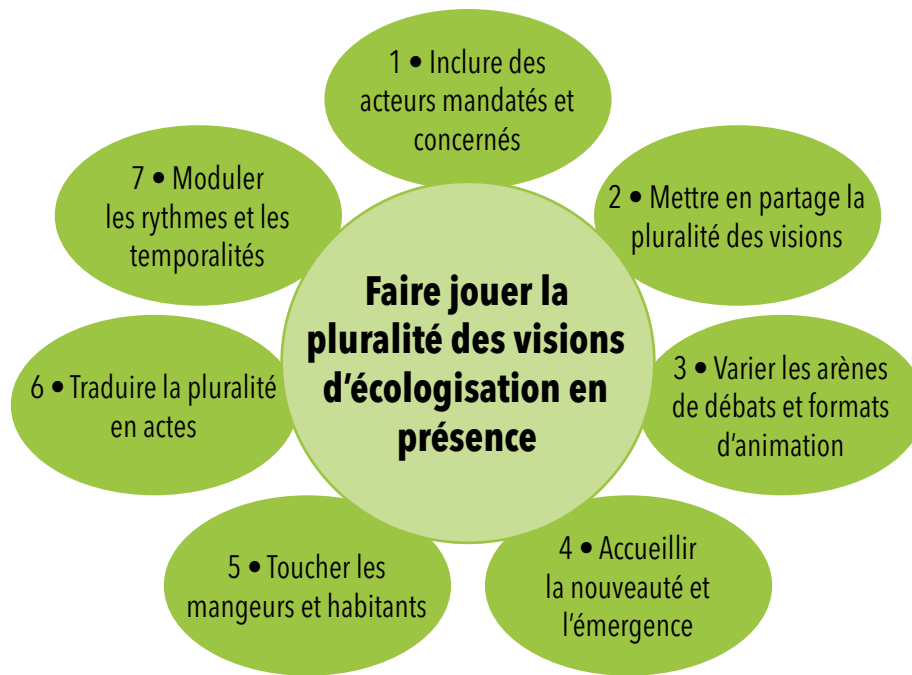 1 • Inclure des
acteurs mandatés et
concernés
2 • Mettre en partage la
pluralité des visions
3 • Varier les arènes
de débats et formats
d'animation
4 • Accueillir
la nouveauté et
l'émergence
5 • Toucher les
mangeurs et habitants
6 • Traduire la pluralité
en actes
7 • Moduler
les rythmes et les
temporalités
Faire jouer la
pluralité des visions
d'écologisation en
présence